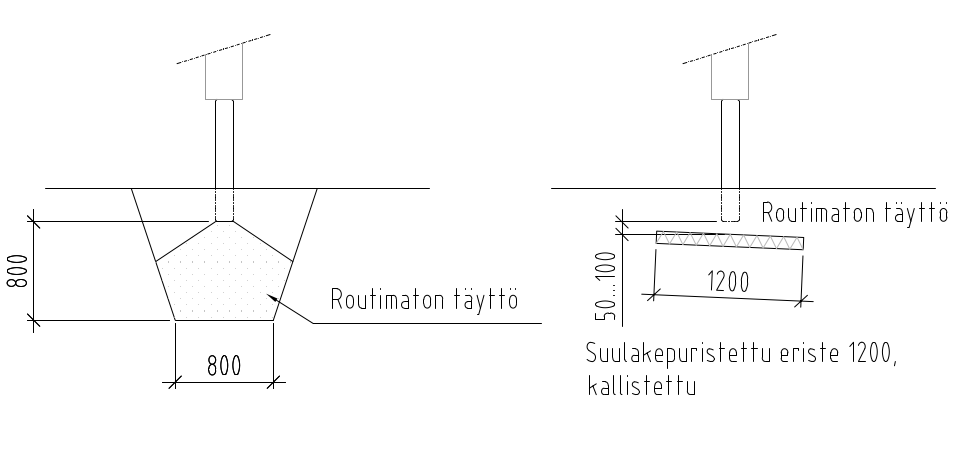 800
Routimaton täyttö
800
Routimaton täyttö
50...100
1200
Suulakepuristettu eriste 1200,
kallistettu